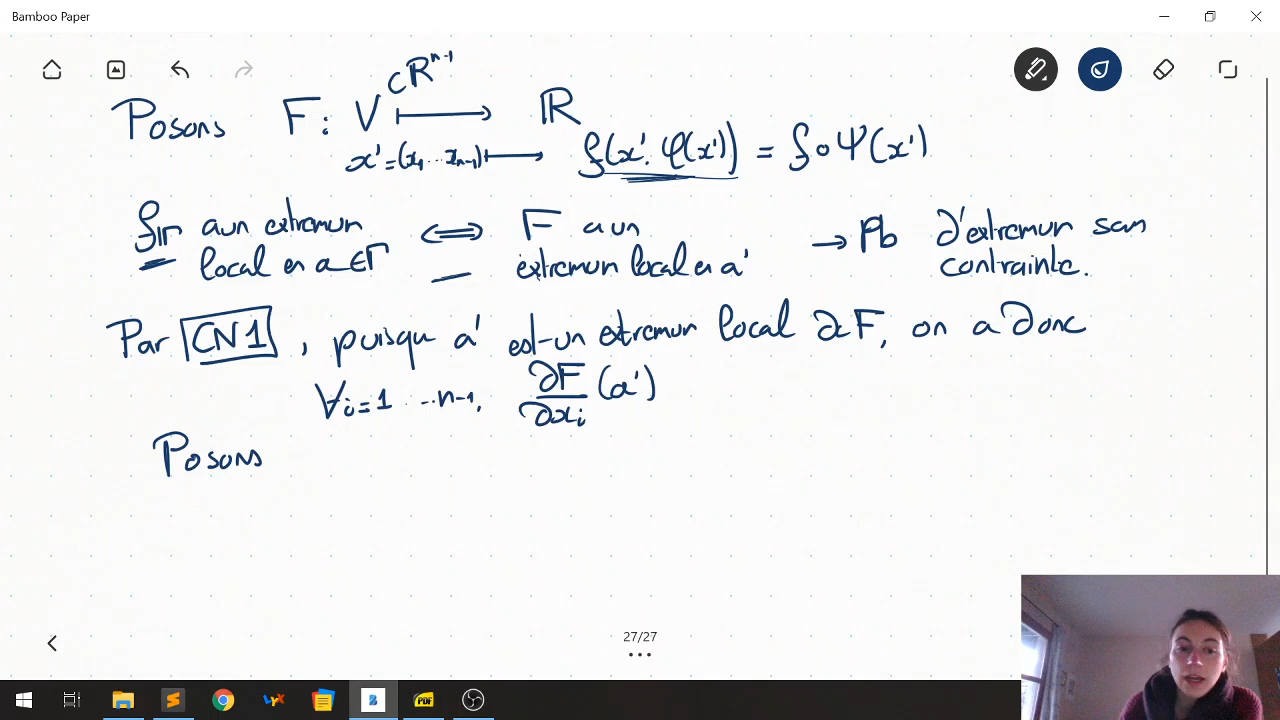 Bamboo Paper
Posons F: V ⊂ ℝⁿ⁻¹ ⟼ ℝ
x' = (x₁ ... xₙ₋₁) ⟼ f(x', φ(x')) = f∘Ψ(x')
f|Γ a un extremum ⟺ F a un → Pb d'extremum sans
local en a ∈ Γ extremum local en a' contrainte.
Par CN1, puisque a' est un extremum local de F, on a donc
∀i=1 ... n-1, ∂F/∂xᵢ (a')
Posons
27/27
PDF